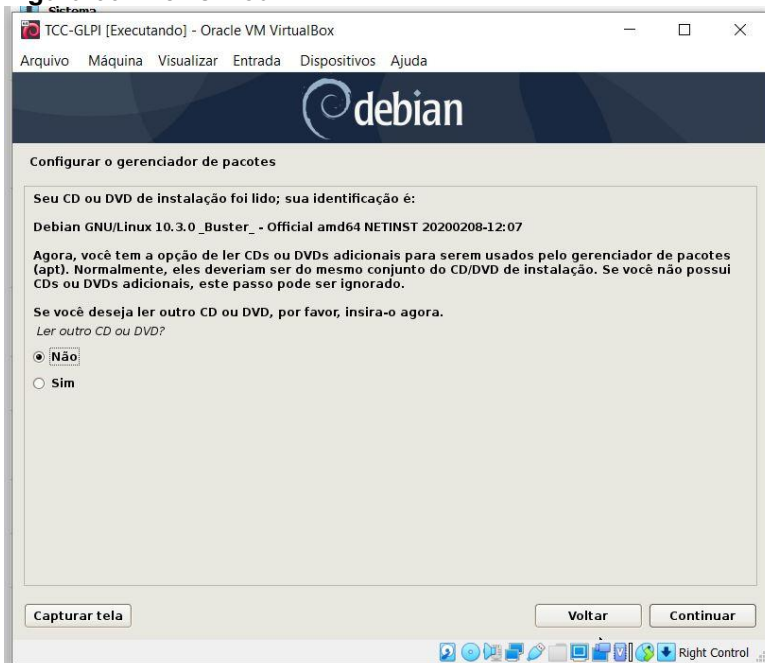 Sistema
TCC-GLPI [Executando] - Oracle VM VirtualBox
Arquivo Máquina Visualizar Entrada Dispositivos Ajuda
debian
Configurar o gerenciador de pacotes
Seu CD ou DVD de instalação foi lido; sua identificação é:
Debian GNU/Linux 10.3.0 _Buster_ - Official amd64 NETINST 20200208-12:07
Agora, você tem a opção de ler CDs ou DVDs adicionais para serem usados pelo gerenciador de pacotes
(apt). Normalmente, eles deveriam ser do mesmo conjunto do CD/DVD de instalação. Se você não possui
CDs ou DVDs adicionais, este passo pode ser ignorado.
Se você deseja ler outro CD ou DVD, por favor, insira-o agora.
Ler outro CD ou DVD?
Não
Sim
Capturar tela Voltar Continuar
Right Control